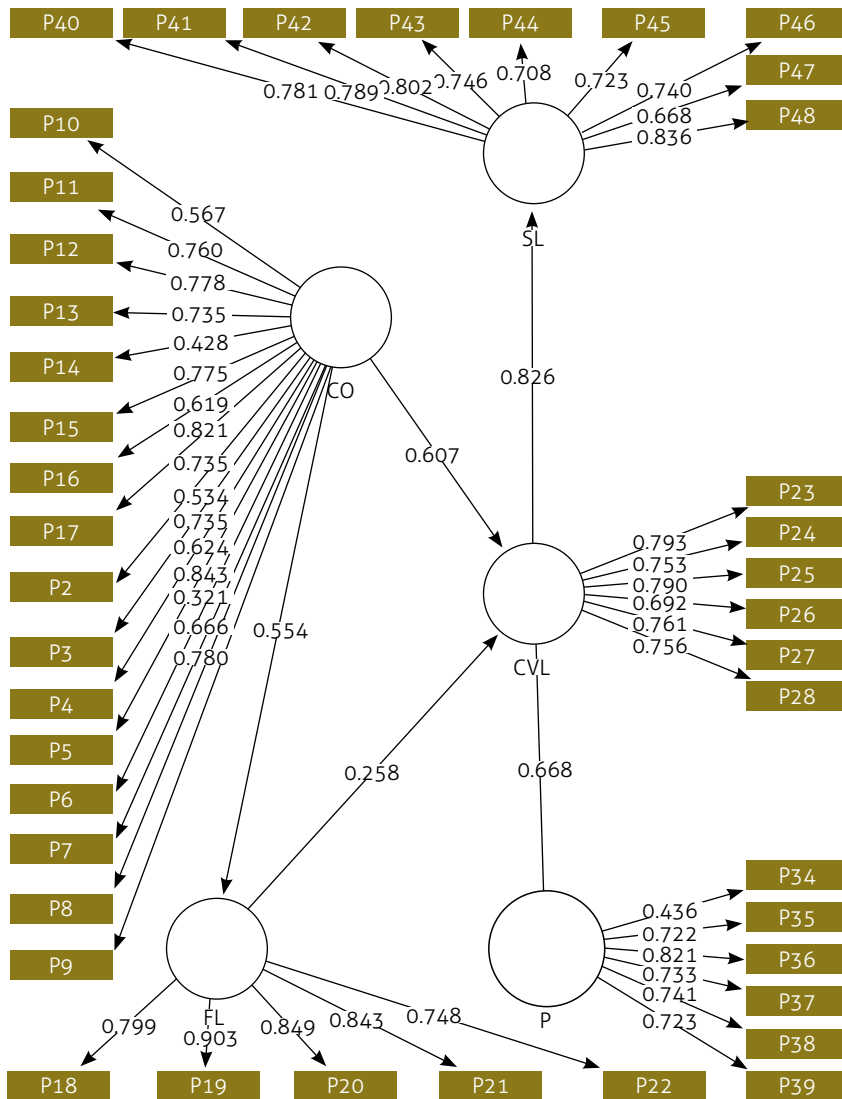 P40 P41 P42 P43 P44 P45 P46
P47
P48
0.781 0.789 0.802 0.746 0.708 0.723 0.740
0.668
0.836
SL
P10
P11
P12
P13
P14
P15
P16
P17
P2
P3
P4
P5
P6
P7
P8
P9
0.567
0.760
0.778
0.735
0.428
0.775
0.619
0.821
0.735
0.534
0.735
0.624
0.843
0.321
0.666
0.780
CO
0.826
0.607
0.554
0.258
CVL
0.793
0.753
0.790
0.692
0.761
0.756
P23
P24
P25
P26
P27
P28
0.668
P
0.436
0.722
0.821
0.733
0.741
0.723
P34
P35
P36
P37
P38
P39
FL
0.799 0.903 0.849 0.843 0.748
P18 P19 P20 P21 P22